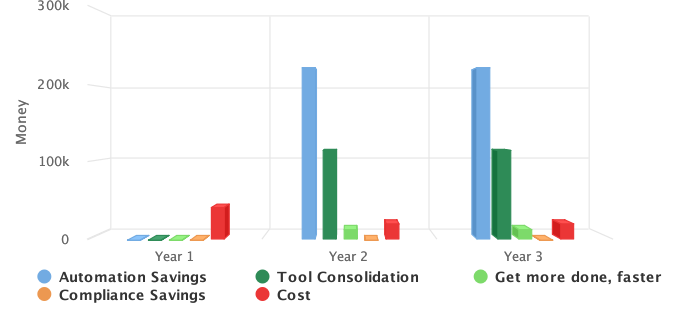 300k
200k
100k
0
Money
Year 1
Year 2
Year 3
Automation Savings
Tool Consolidation
Get more done, faster
Compliance Savings
Cost